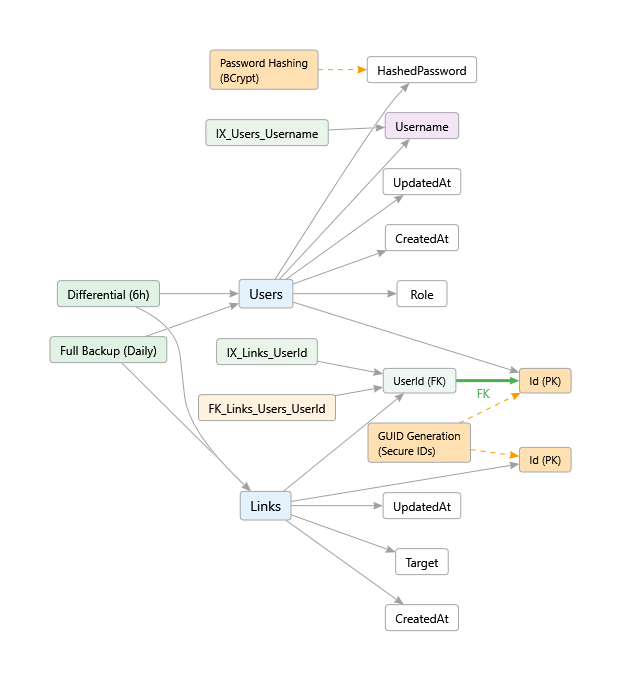 Password Hashing
(BCrypt)
HashedPassword
IX_Users_Username
Username
UpdatedAt
CreatedAt
Differential (6h)
Users
Role
Full Backup (Daily)
IX_Links_UserId
UserId (FK)
FK
Id (PK)
FK_Links_Users_UserId
GUID Generation
(Secure IDs)
Id (PK)
Links
UpdatedAt
Target
CreatedAt